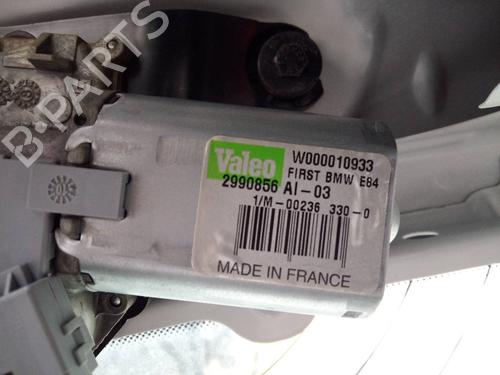 B-PARTS
Valeo
W000010933
FIRST BMW E84
2990856 AI-03
1/M-00236 330-0
MADE IN FRANCE